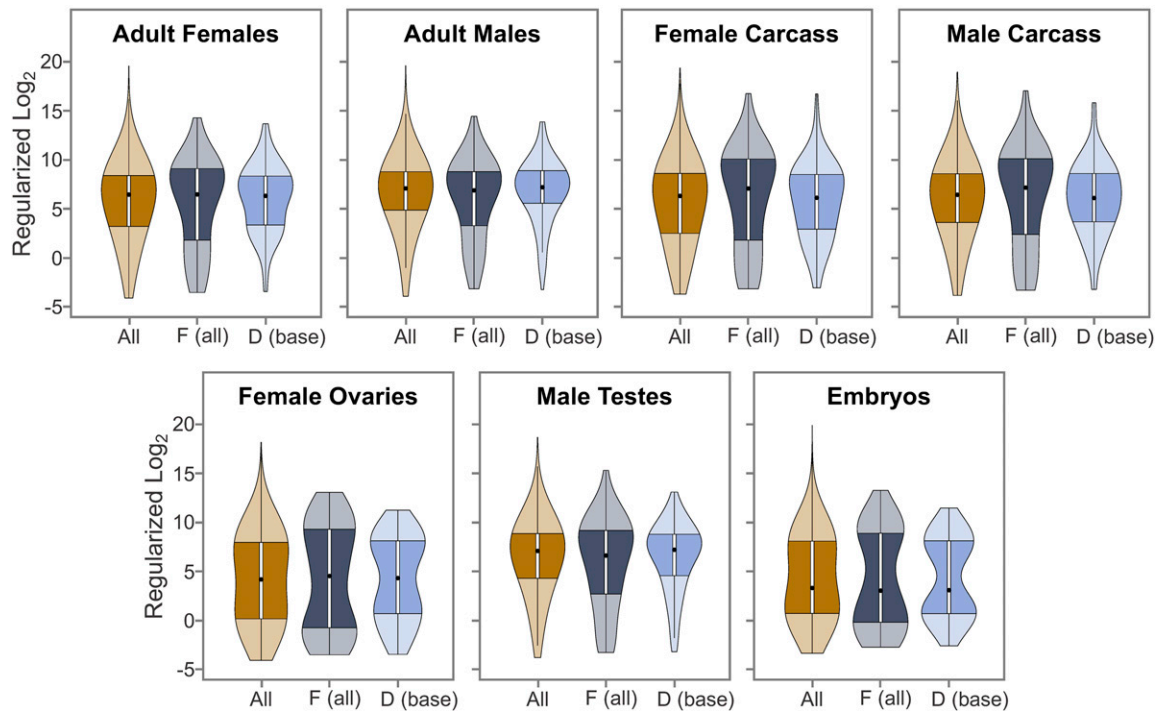 Adult Females
Adult Males
Female Carcass
Male Carcass
Regularized Log₂
20
15
10
5
0
-5
All
F (all)
D (base)
All
F (all)
D (base)
All
F (all)
D (base)
All
F (all)
D (base)
Female Ovaries
Male Testes
Embryos
Regularized Log₂
20
15
10
5
0
-5
All
F (all)
D (base)
All
F (all)
D (base)
All
F (all)
D (base)